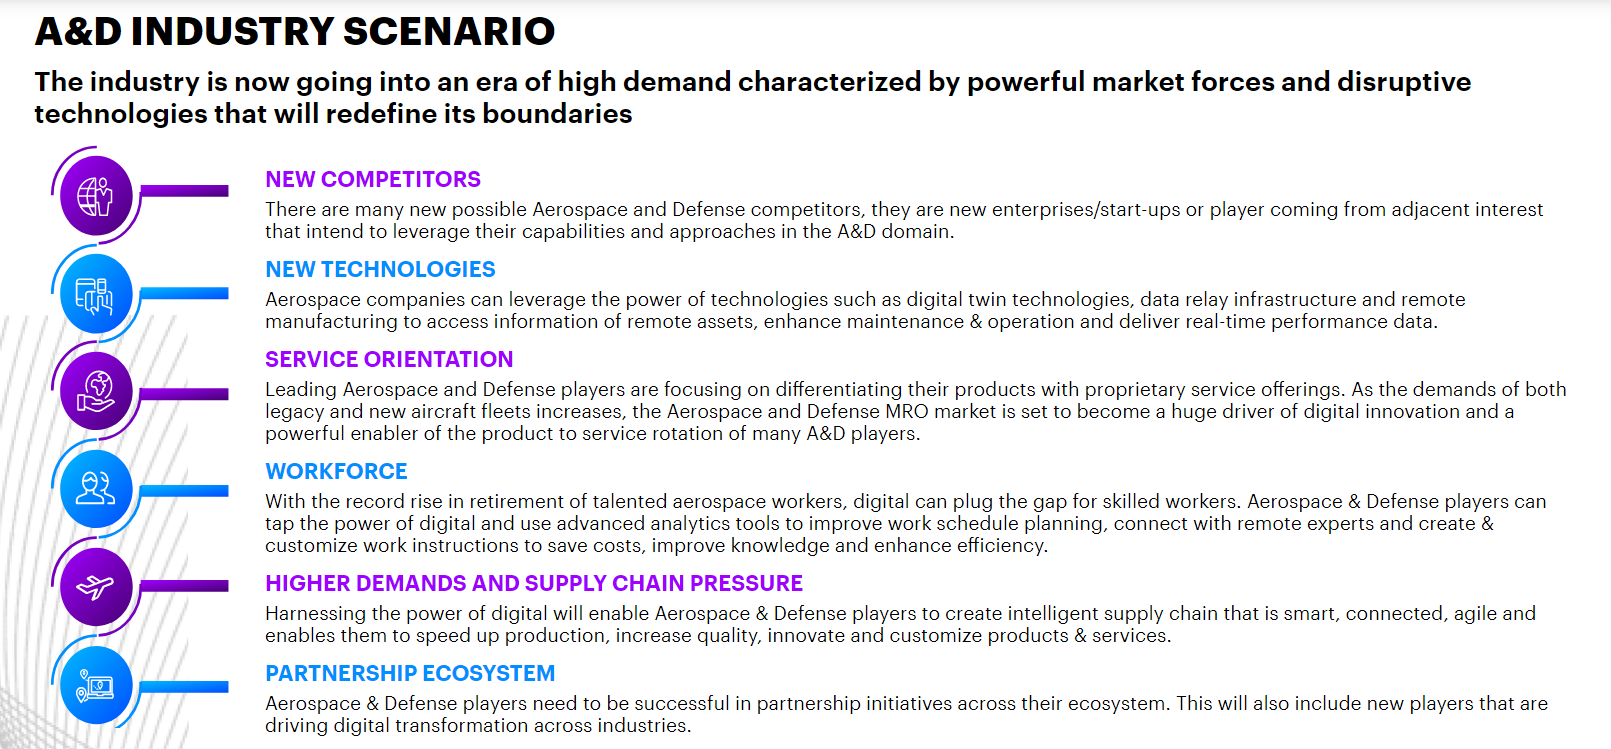 A&D INDUSTRY SCENARIO
The industry is now going into an era of high demand characterized by powerful market forces and disruptive
technologies that will redefine its boundaries
NEW COMPETITORS
There are many new possible Aerospace and Defense competitors, they are new enterprises/start-ups or player coming from adjacent interest
that intend to leverage their capabilities and approaches in the A&D domain.
NEW TECHNOLOGIES
Aerospace companies can leverage the power of technologies such as digital twin technologies, data relay infrastructure and remote
manufacturing to access information of remote assets, enhance maintenance & operation and deliver real-time performance data.
SERVICE ORIENTATION
Leading Aerospace and Defense players are focusing on differentiating their products with proprietary service offerings. As the demands of both
legacy and new aircraft fleets increases, the Aerospace and Defense MRO market is set to become a huge driver of digital innovation and a
powerful enabler of the product to service rotation of many A&D players.
WORKFORCE
With the record rise in retirement of talented aerospace workers, digital can plug the gap for skilled workers. Aerospace & Defense players can
tap the power of digital and use advanced analytics tools to improve work schedule planning, connect with remote experts and create &
customize work instructions to save costs, improve knowledge and enhance efficiency.
HIGHER DEMANDS AND SUPPLY CHAIN PRESSURE
Harnessing the power of digital will enable Aerospace & Defense players to create intelligent supply chain that is smart, connected, agile and
enables them to speed up production, increase quality, innovate and customize products & services.
PARTNERSHIP ECOSYSTEM
Aerospace & Defense players need to be successful in partnership initiatives across their ecosystem. This will also include new players that are
driving digital transformation across industries.